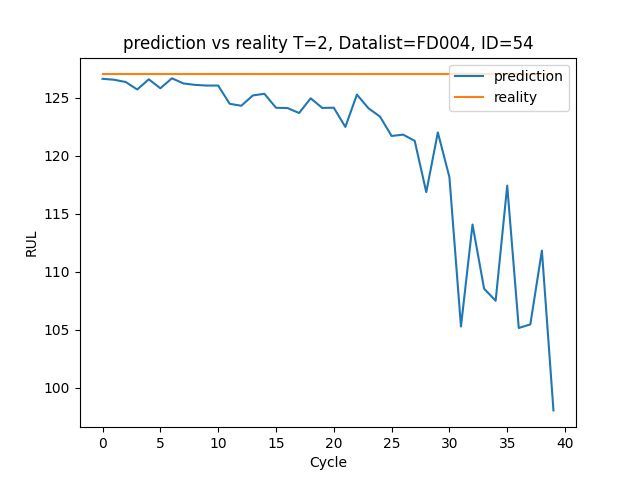 prediction vs reality T=2, Datalist=FD004, ID=54
prediction
reality
125
120
115
110
105
100
RUL
0 5 10 15 20 25 30 35 40
Cycle